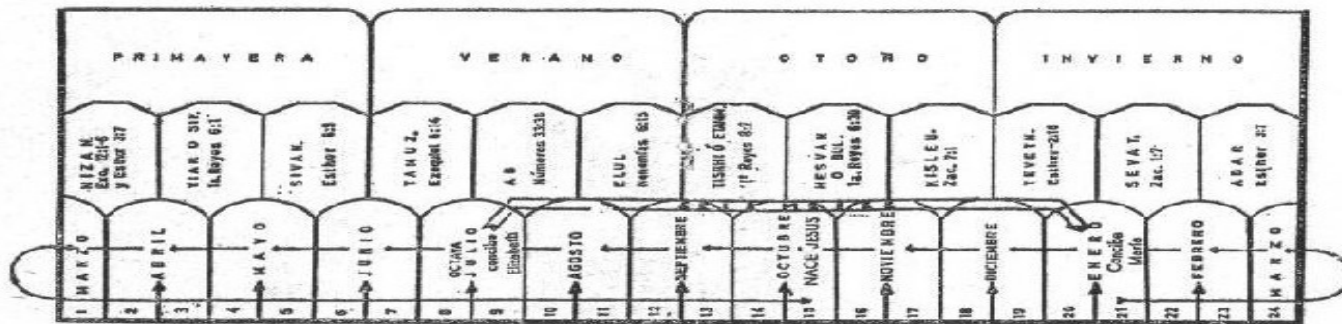 PRIMAVERA
VERANO
OTOÑO
INVIERNO
NIZAN.
Exo. 12:1-6
y Esther 3:7
YIAR O SIF.
1a. Reyes 6:1
SIVAN.
Esther 8:9
TAMUZ.
Ezequiel 8:14
AB
Números 33:38
ELUL
Nehemías 6:15
TISHRI Ó ETANIM.
1ª Reyes 8:2
HESVAN
O BUL.
1a. Reyes 6:38
KISLEU.
Zac. 7:1
TEVETH.
Esther 2:16
SEVAT.
Zac. 1:7
ADAR
Esther 3:7
MARZO
ABRIL
MAYO
JUNIO
OCTAVA
JULIO
concibe
Elizabeth
AGOSTO
SEPTIEMBRE
OCTUBRE
NACE JESUS
NOVIEMBRE
DICIEMBRE
ENERO
Concibe
María
FEBRERO
MARZO
1 2 3 4 5 6 7 8 9 10 11 12 13 14 15 16 17 18 19 20 21 22 23 24